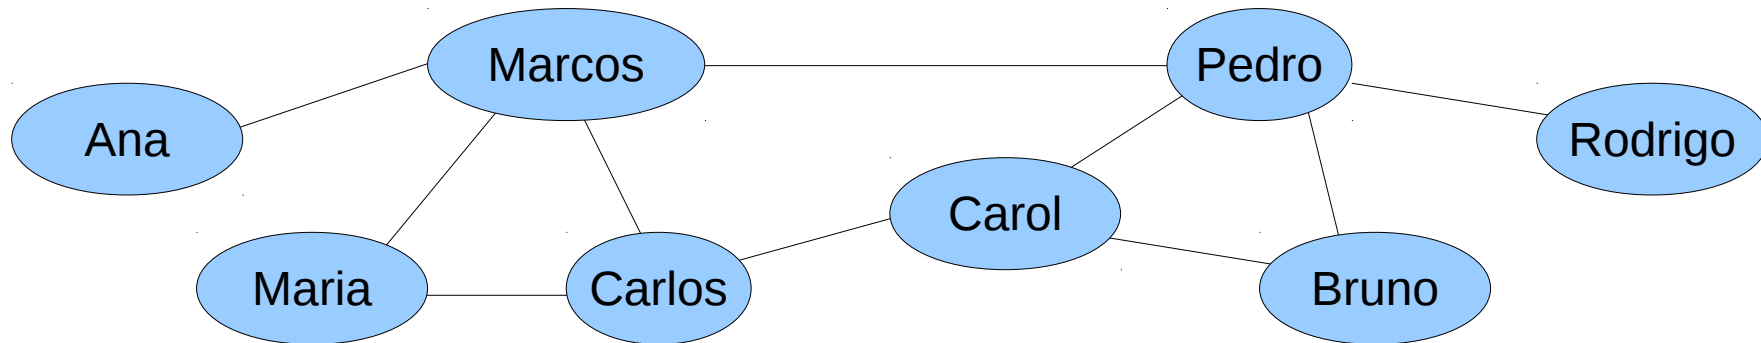 Marcos
Pedro
Ana
Rodrigo
Carol
Maria
Carlos
Bruno